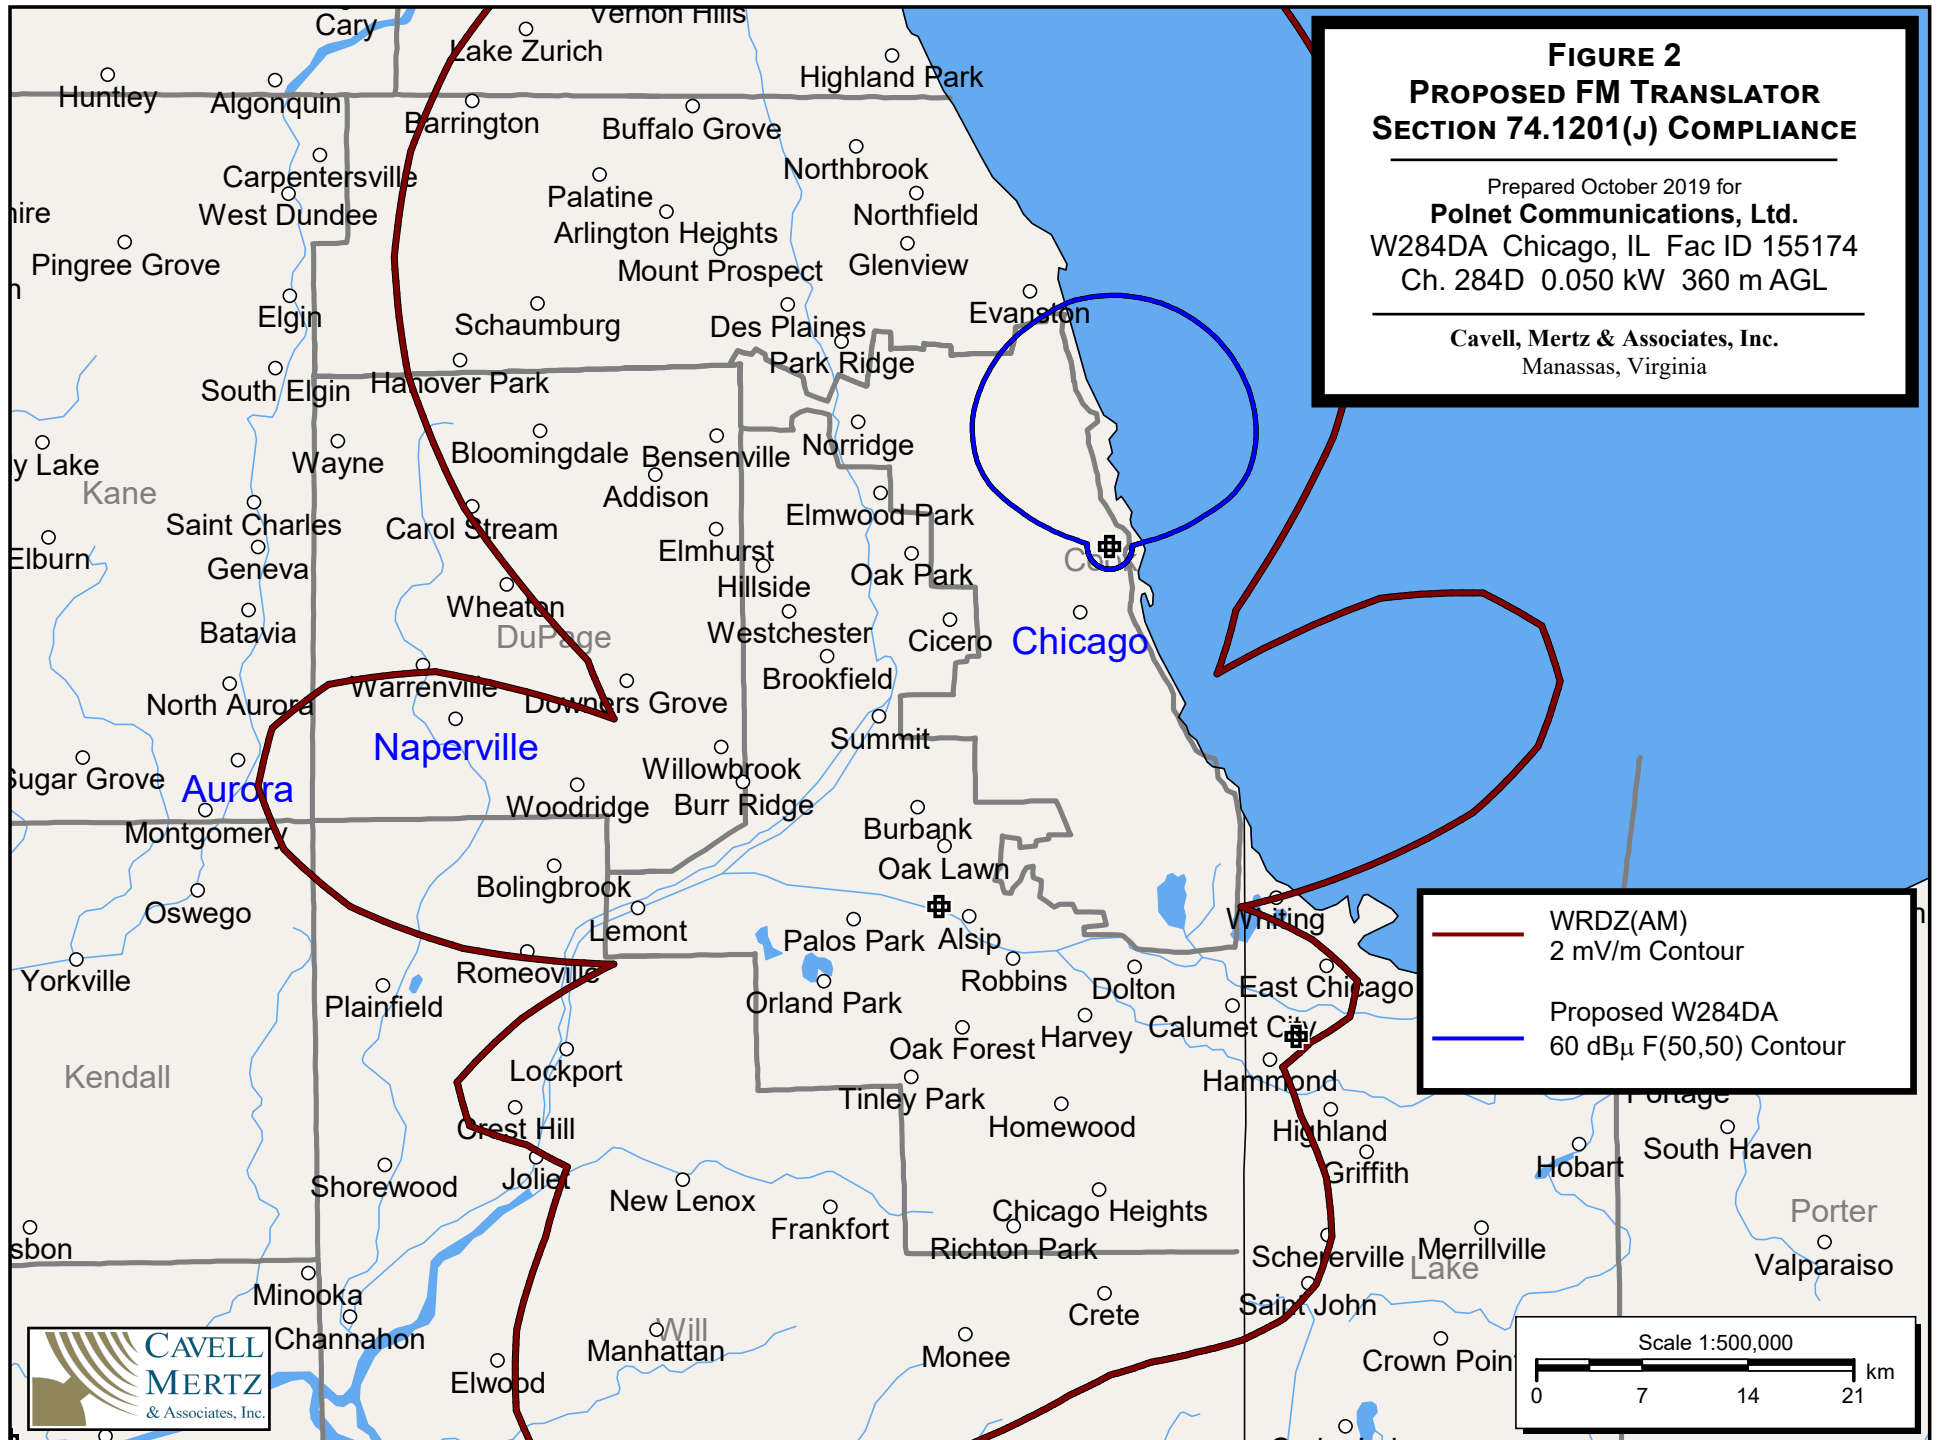 FIGURE 2
PROPOSED FM TRANSLATOR
SECTION 74.1201(J) COMPLIANCE
Prepared October 2019 for
Polnet Communications, Ltd.
W284DA Chicago, IL Fac ID 155174
Ch. 284D 0.050 kW 360 m AGL
Cavell, Mertz & Associates, Inc.
Manassas, Virginia
Cary
Vernon Hills
Lake Zurich
Highland Park
Huntley
Algonquin
Barrington
Buffalo Grove
Northbrook
Carpentersville
Palatine
West Dundee
Northfield
hire
Arlington Heights
Pingree Grove
Mount Prospect
Glenview
Elgin
Schaumburg
Des Plaines
Evanston
Park Ridge
South Elgin
Hanover Park
Norridge
y Lake
Wayne
Bloomingdale
Bensenville
Kane
Addison
Saint Charles
Carol Stream
Elmwood Park
Elburn
Geneva
Elmhurst
Hillside
Oak Park
Cook
Wheaton
Batavia
DuPage
Westchester
Cicero
Chicago
Brookfield
North Aurora
Warrenville
Downers Grove
Naperville
Summit
Sugar Grove
Aurora
Willowbrook
Woodridge
Burr Ridge
Montgomery
Burbank
Bolingbrook
Oak Lawn
Oswego
Lemont
Palos Park
Alsip
Whiting
Yorkville
Romeoville
Robbins
Dolton
East Chicago
Plainfield
Orland Park
Calumet City
Harvey
Oak Forest
Kendall
Lockport
Hammond
Tinley Park
Portage
Crest Hill
Homewood
Highland
South Haven
Joliet
Griffith
Hobart
Shorewood
New Lenox
Chicago Heights
Frankfort
Porter
sbon
Richton Park
Schererville
Merrillville
Lake
Valparaiso
Minooka
Crete
Saint John
Channahon
Will
Manhattan
Monee
Crown Point
Elwood
WRDZ(AM)
2 mV/m Contour
Proposed W284DA
60 dBµ F(50,50) Contour
CAVELL
MERTZ
& Associates, Inc.
Scale 1:500,000
km
0 7 14 21